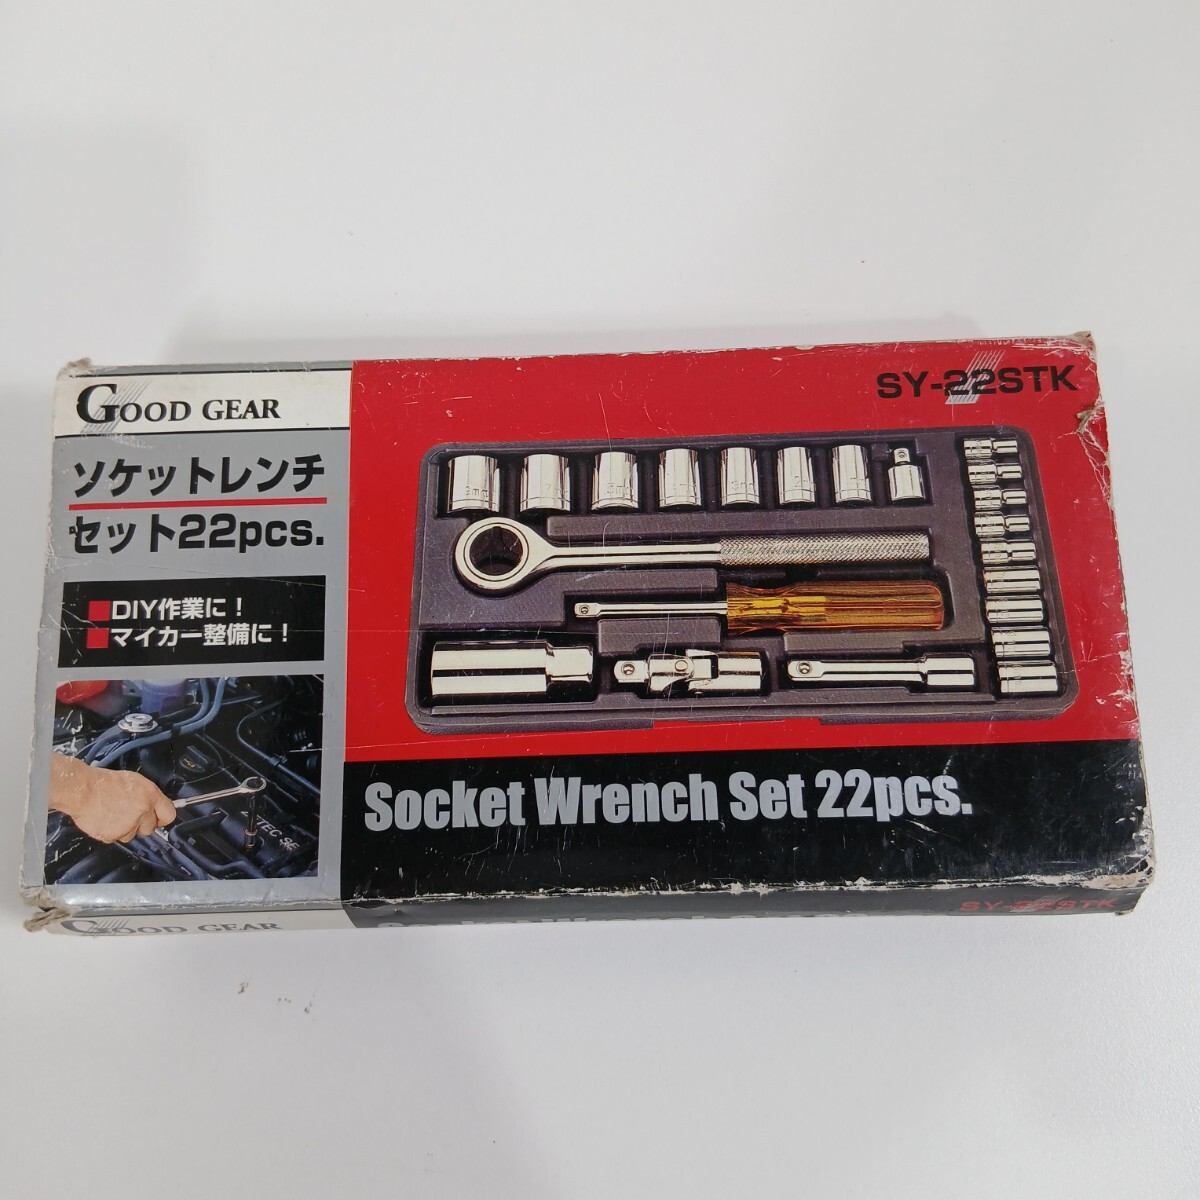 GOOD GEAR
ソケットレンチ
セット22pcs.
■DIY作業に！
■マイカー整備に！
SY-22STK
Socket Wrench Set 22pcs.
GOOD GEAR
SY-22STK